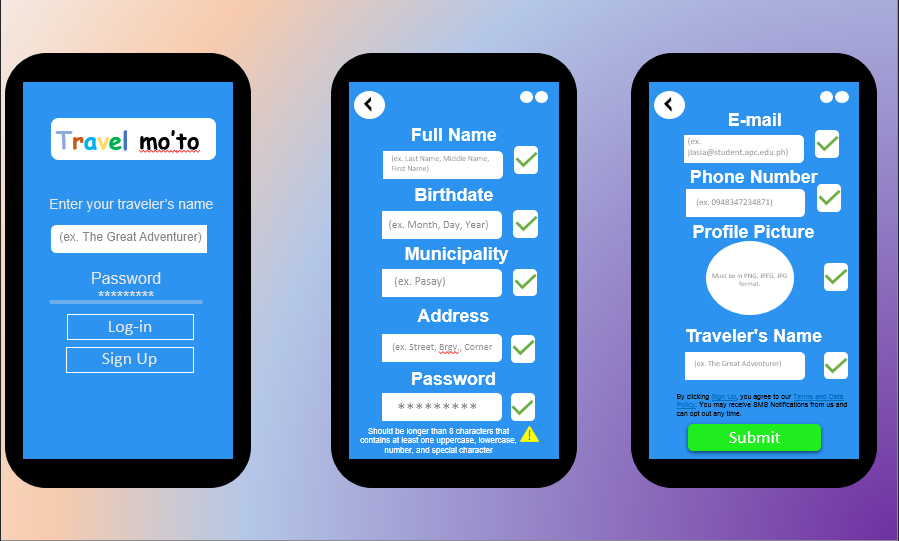 Travel mo'to
Enter your traveler's name
(ex. The Great Adventurer)
Password
*********
Log-in
Sign Up
Full Name
(ex. Last Name, Middle Name,
First Name)
Birthdate
(ex. Month, Day, Year)
Municipality
(ex. Pasay)
Address
(ex. Street, Brgy., Corner
Password
*********
Should be longer than 8 characters that
contains at least one uppercase, lowercase,
number, and special character
E-mail
(ex.
jlasia@student.apc.edu.ph)
Phone Number
(ex. 0948347234871)
Profile Picture
Must be in PNG, JPEG, JPG
format.
Traveler's Name
(ex. The Great Adventurer)
By clicking Sign Up, you agree to our Terms and Data
Policy. You may receive SMS Notifications from us and
can opt out any time.
Submit